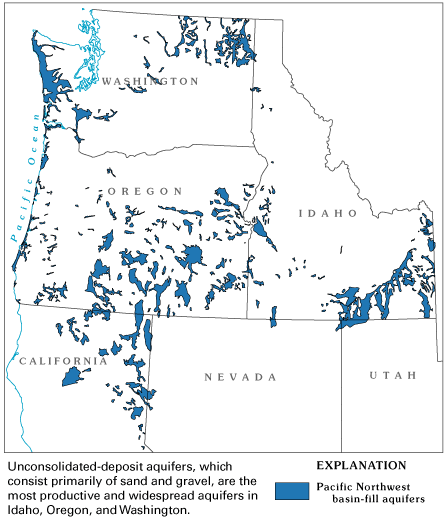 WASHINGTON
Pacific Ocean
OREGON
IDAHO
CALIFORNIA
NEVADA
UTAH
Unconsolidated-deposit aquifers, which
consist primarily of sand and gravel, are the
most productive and widespread aquifers in
Idaho, Oregon, and Washington.
EXPLANATION
Pacific Northwest
basin-fill aquifers